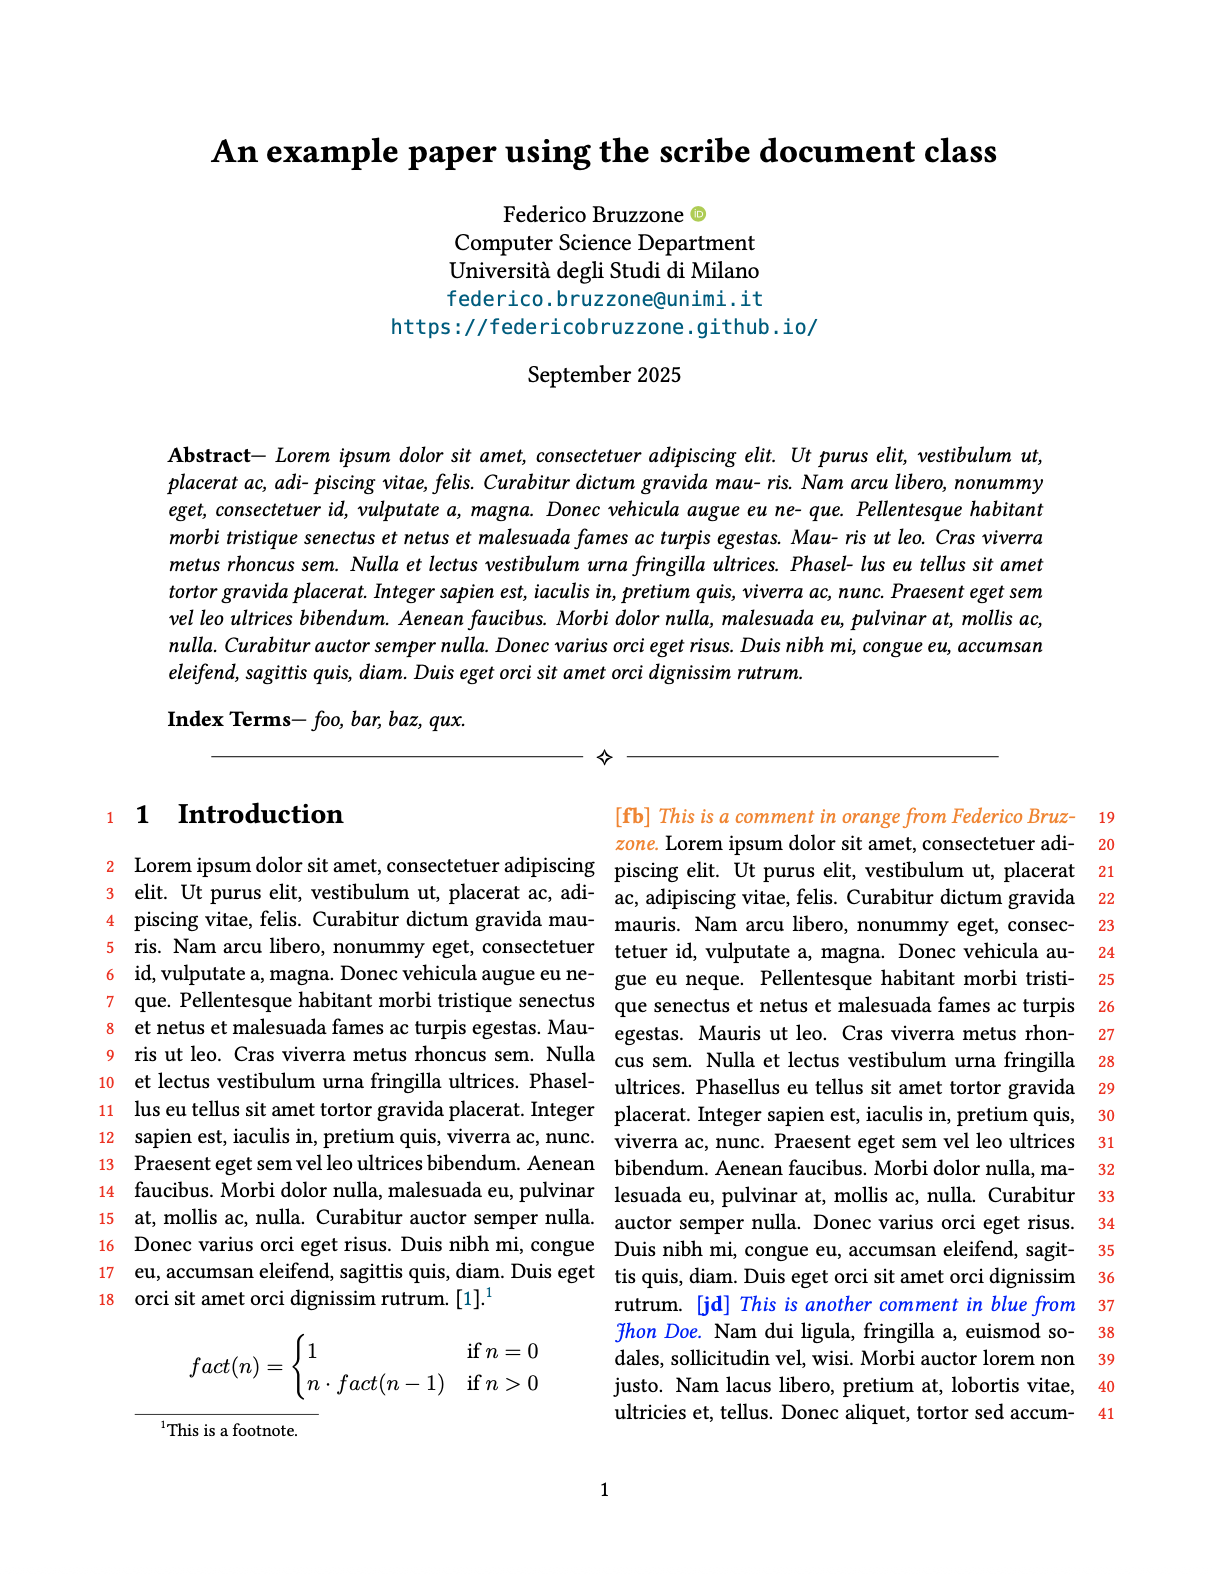 An example paper using the scribe document class
Federico Bruzzone iD
Computer Science Department
Università degli Studi di Milano
federico.bruzzone@unimi.it
https://federicobruzzone.github.io/
September 2025
Abstract— Lorem ipsum dolor sit amet, consectetuer adipiscing elit. Ut purus elit, vestibulum ut,
placerat ac, adi- piscing vitae, felis. Curabitur dictum gravida mau- ris. Nam arcu libero, nonummy
eget, consectetuer id, vulputate a, magna. Donec vehicula augue eu ne- que. Pellentesque habitant
morbi tristique senectus et netus et malesuada fames ac turpis egestas. Mau- ris ut leo. Cras viverra
metus rhoncus sem. Nulla et lectus vestibulum urna fringilla ultrices. Phasel- lus eu tellus sit amet
tortor gravida placerat. Integer sapien est, iaculis in, pretium quis, viverra ac, nunc. Praesent eget sem
vel leo ultrices bibendum. Aenean faucibus. Morbi dolor nulla, malesuada eu, pulvinar at, mollis ac,
nulla. Curabitur auctor semper nulla. Donec varius orci eget risus. Duis nibh mi, congue eu, accumsan
eleifend, sagittis quis, diam. Duis eget orci sit amet orci dignissim rutrum.
Index Terms— foo, bar, baz, qux.
1 1 Introduction
2 Lorem ipsum dolor sit amet, consectetuer adipiscing
3 elit. Ut purus elit, vestibulum ut, placerat ac, adi-
4 piscing vitae, felis. Curabitur dictum gravida mau-
5 ris. Nam arcu libero, nonummy eget, consectetuer
6 id, vulputate a, magna. Donec vehicula augue eu ne-
7 que. Pellentesque habitant morbi tristique senectus
8 et netus et malesuada fames ac turpis egestas. Mau-
9 ris ut leo. Cras viverra metus rhoncus sem. Nulla
10 et lectus vestibulum urna fringilla ultrices. Phasel-
11 lus eu tellus sit amet tortor gravida placerat. Integer
12 sapien est, iaculis in, pretium quis, viverra ac, nunc.
13 Praesent eget sem vel leo ultrices bibendum. Aenean
14 faucibus. Morbi dolor nulla, malesuada eu, pulvinar
15 at, mollis ac, nulla. Curabitur auctor semper nulla.
16 Donec varius orci eget risus. Duis nibh mi, congue
17 eu, accumsan eleifend, sagittis quis, diam. Duis eget
18 orci sit amet orci dignissim rutrum. [1].¹
fact(n) = { 1 if n = 0
n · fact(n − 1) if n > 0
¹This is a footnote.
[fb] This is a comment in orange from Federico Bruz- 19
zone. Lorem ipsum dolor sit amet, consectetuer adi- 20
piscing elit. Ut purus elit, vestibulum ut, placerat 21
ac, adipiscing vitae, felis. Curabitur dictum gravida 22
mauris. Nam arcu libero, nonummy eget, consec- 23
tetuer id, vulputate a, magna. Donec vehicula au- 24
gue eu neque. Pellentesque habitant morbi tristi- 25
que senectus et netus et malesuada fames ac turpis 26
egestas. Mauris ut leo. Cras viverra metus rhon- 27
cus sem. Nulla et lectus vestibulum urna fringilla 28
ultrices. Phasellus eu tellus sit amet tortor gravida 29
placerat. Integer sapien est, iaculis in, pretium quis, 30
viverra ac, nunc. Praesent eget sem vel leo ultrices 31
bibendum. Aenean faucibus. Morbi dolor nulla, ma- 32
lesuada eu, pulvinar at, mollis ac, nulla. Curabitur 33
auctor semper nulla. Donec varius orci eget risus. 34
Duis nibh mi, congue eu, accumsan eleifend, sagit- 35
tis quis, diam. Duis eget orci sit amet orci dignissim 36
rutrum. [jd] This is another comment in blue from 37
Jhon Doe. Nam dui ligula, fringilla a, euismod so- 38
dales, sollicitudin vel, wisi. Morbi auctor lorem non 39
justo. Nam lacus libero, pretium at, lobortis vitae, 40
ultricies et, tellus. Donec aliquet, tortor sed accum- 41
1